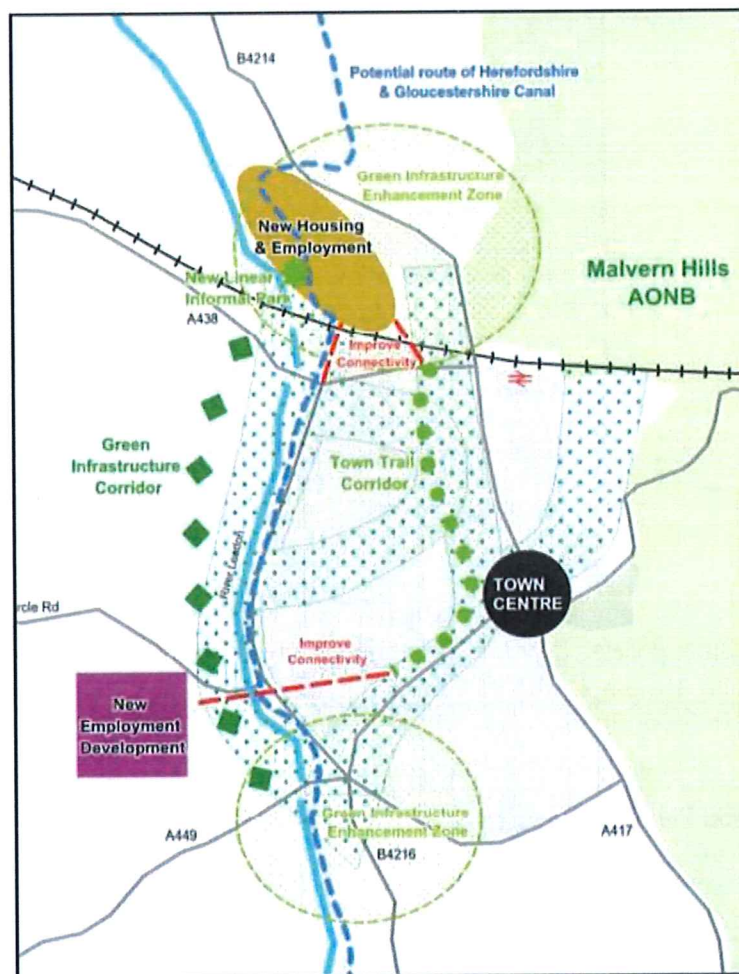 B4214
Potential route of Herefordshire
& Gloucestershire Canal
Green Infrastructure
Enhancement Zone
New Housing
& Employment
Malvern Hills
AONB
New Linear
Informal Park
A438
Improve
Connectivity
Green
Infrastructure
Corridor
Town Trail
Corridor
River Leadon
TOWN
CENTRE
rcle Rd
Improve
Connectivity
New
Employment
Development
Green Infrastructure
Enhancement Zone
A449
B4216
A417